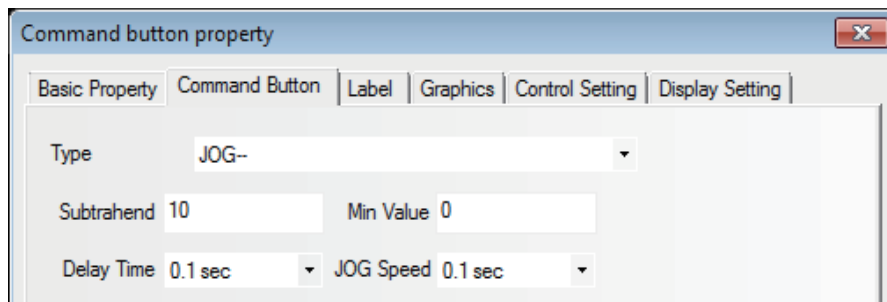 Command button property
Basic Property Command Button Label Graphics Control Setting Display Setting
Type JOG--
Subtrahend 10 Min Value 0
Delay Time 0.1 sec JOG Speed 0.1 sec